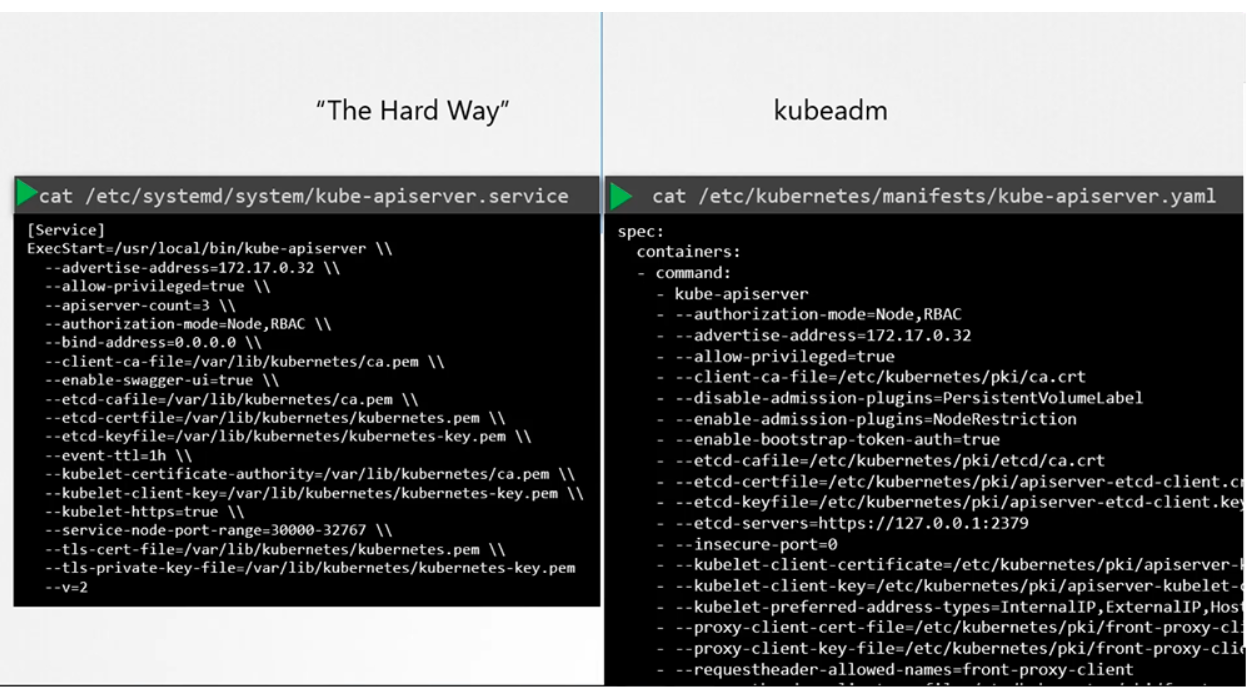 “The Hard Way”
cat /etc/systemd/system/kube-apiserver.service
[Service]
ExecStart=/usr/local/bin/kube-apiserver \\
--advertise-address=172.17.0.32 \\
--allow-privileged=true \\
--apiserver-count=3 \\
--authorization-mode=Node,RBAC \\
--bind-address=0.0.0.0 \\
--client-ca-file=/var/lib/kubernetes/ca.pem \\
--enable-swagger-ui=true \\
--etcd-cafile=/var/lib/kubernetes/ca.pem \\
--etcd-certfile=/var/lib/kubernetes/kubernetes.pem \\
--etcd-keyfile=/var/lib/kubernetes/kubernetes-key.pem \\
--event-ttl=1h \\
--kubelet-certificate-authority=/var/lib/kubernetes/ca.pem \\
--kubelet-client-key=/var/lib/kubernetes/kubernetes-key.pem \\
--kubelet-https=true \\
--service-node-port-range=30000-32767 \\
--tls-cert-file=/var/lib/kubernetes/kubernetes.pem \\
--tls-private-key-file=/var/lib/kubernetes/kubernetes-key.pem
--v=2
kubeadm
cat /etc/kubernetes/manifests/kube-apiserver.yaml
spec:
containers:
- command:
- kube-apiserver
- --authorization-mode=Node,RBAC
- --advertise-address=172.17.0.32
- --allow-privileged=true
- --client-ca-file=/etc/kubernetes/pki/ca.crt
- --disable-admission-plugins=PersistentVolumeLabel
- --enable-admission-plugins=NodeRestriction
- --enable-bootstrap-token-auth=true
- --etcd-cafile=/etc/kubernetes/pki/etcd/ca.crt
- --etcd-certfile=/etc/kubernetes/pki/apiserver-etcd-client.cr
- --etcd-keyfile=/etc/kubernetes/pki/apiserver-etcd-client.key
- --etcd-servers=https://127.0.0.1:2379
- --insecure-port=0
- --kubelet-client-certificate=/etc/kubernetes/pki/apiserver-k
- --kubelet-client-key=/etc/kubernetes/pki/apiserver-kubelet-c
- --kubelet-preferred-address-types=InternalIP,ExternalIP,Host
- --proxy-client-cert-file=/etc/kubernetes/pki/front-proxy-cli
- --proxy-client-key-file=/etc/kubernetes/pki/front-proxy-clie
- --requestheader-allowed-names=front-proxy-client